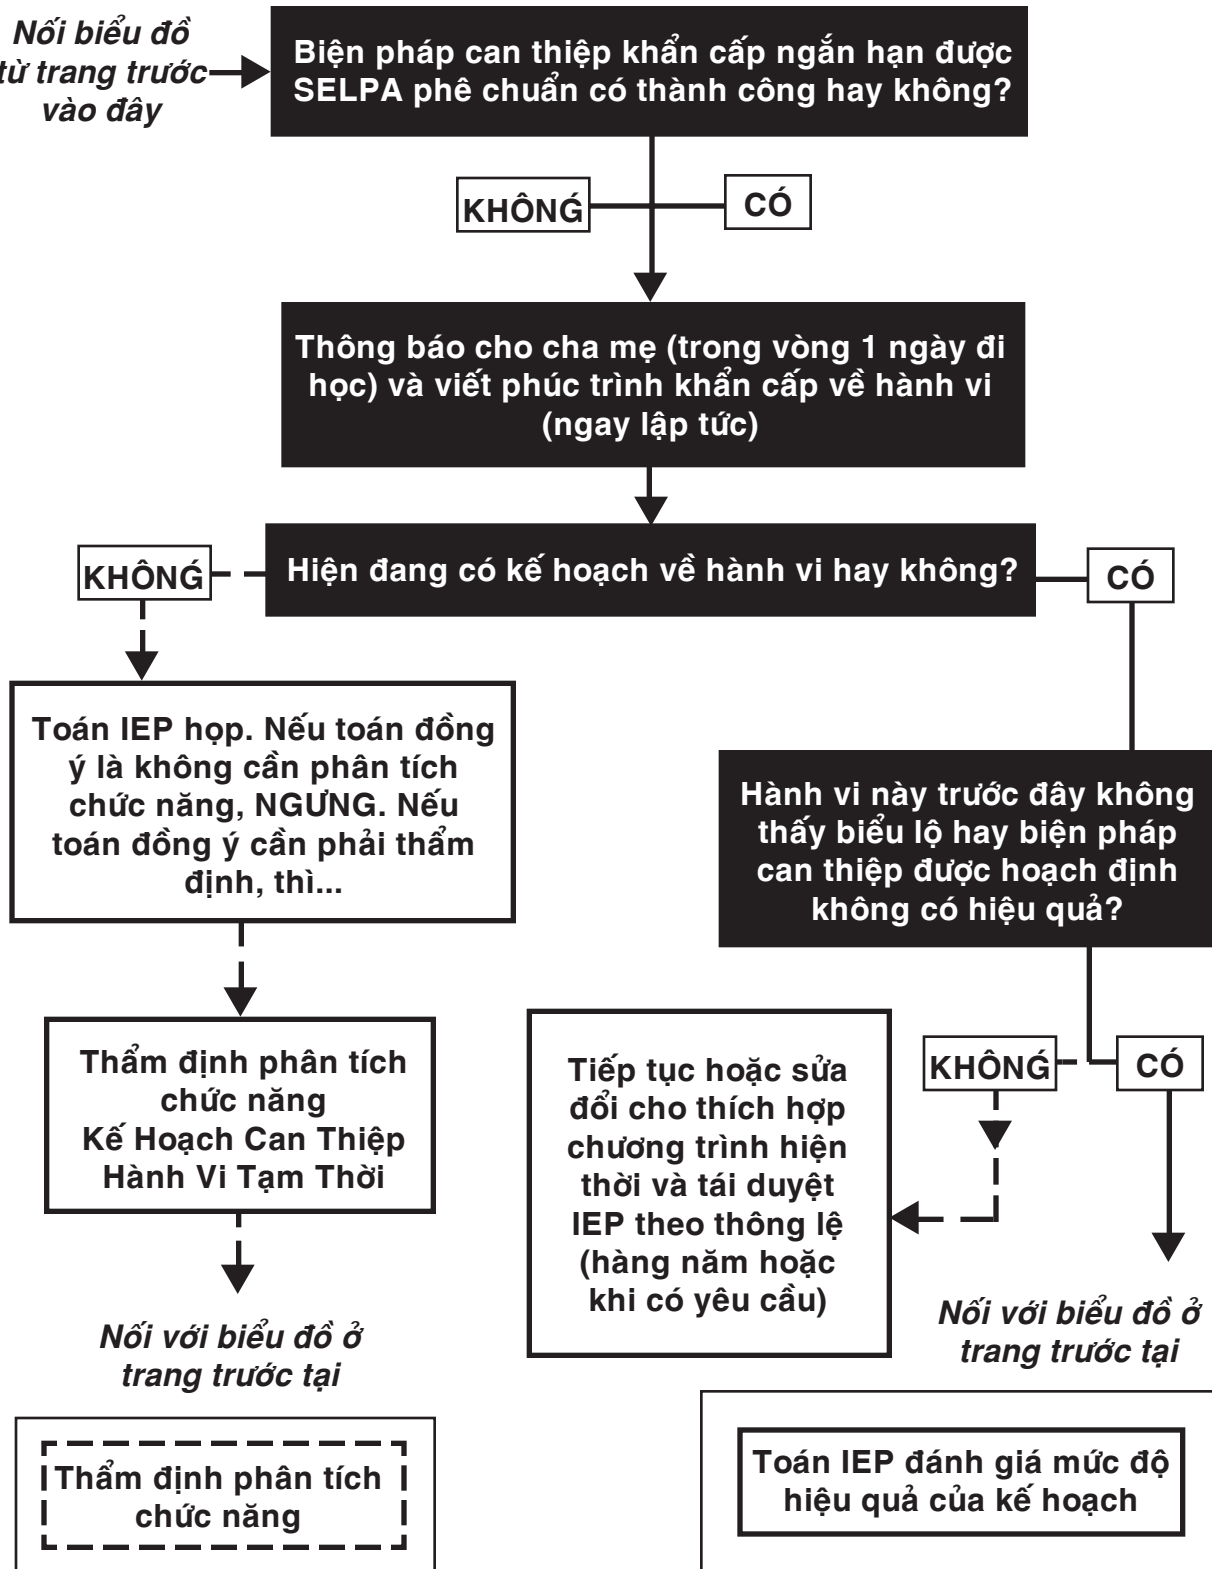 Nối biểu đồ
từ trang trước
vào đây
Biện pháp can thiệp khẩn cấp ngắn hạn được
SELPA phê chuẩn có thành công hay không?
KHÔNG
CÓ
Thông báo cho cha mẹ (trong vòng 1 ngày đi
học) và viết phúc trình khẩn cấp về hành vi
(ngay lập tức)
Hiện đang có kế hoạch về hành vi hay không?
KHÔNG
CÓ
Toán IEP họp. Nếu toán đồng
ý là không cần phân tích
chức năng, NGƯNG. Nếu
toán đồng ý cần phải thẩm
định, thì...
Hành vi này trước đây không
thấy biểu lộ hay biện pháp
can thiệp được hoạch định
không có hiệu quả?
Thẩm định phân tích
chức năng
Kế Hoạch Can Thiệp
Hành Vi Tạm Thời
Tiếp tục hoặc sửa
đổi cho thích hợp
chương trình hiện
thời và tái duyệt
IEP theo thông lệ
(hàng năm hoặc
khi có yêu cầu)
KHÔNG
CÓ
Nối với biểu đồ ở
trang trước tại
Nối với biểu đồ ở
trang trước tại
Thẩm định phân tích
chức năng
Toán IEP đánh giá mức độ
hiệu quả của kế hoạch